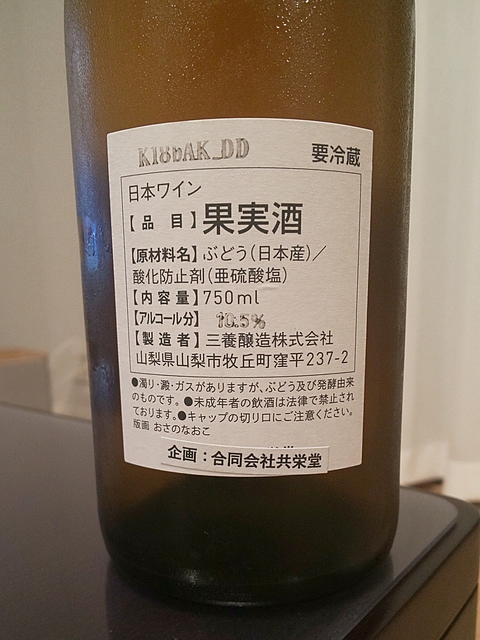 K18bAK_DD
要冷蔵
日本ワイン
【品　目】果実酒
【原材料名】ぶどう(日本産)／
酸化防止剤(亜硫酸塩)
【内容量】750ml
【アルコール分】 10.5%
【製造者】三養醸造株式会社
山梨県山梨市牧丘町窪平237-2
●濁り・澱・ガスがありますが、ぶどう及び発酵由来
のものです。●未成年者の飲酒は法律で禁止され
ております。●キャップの切り口にご注意ください。
版画 おさのなおこ
企画：合同会社共栄堂